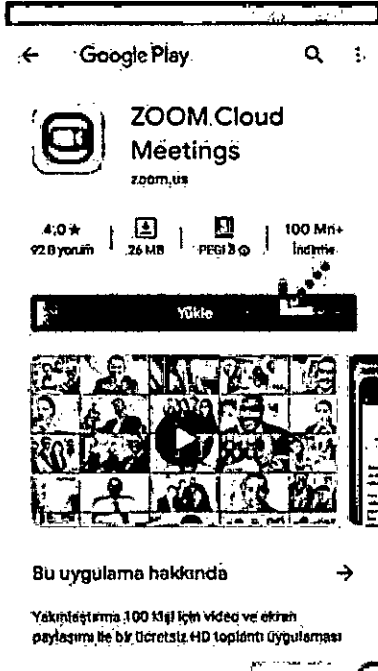 Google Play
ZOOM Cloud
Meetings
zoom.us
4.0★
92 B yorum
26 MB
3
PEGI 3
100 Mn+
İndirme
Yükle
Bu uygulama hakkında
Yakınlaştırma 100 kişi için video ve ekran
paylaşımı ile bir ücretsiz HD toplantı uygulaması